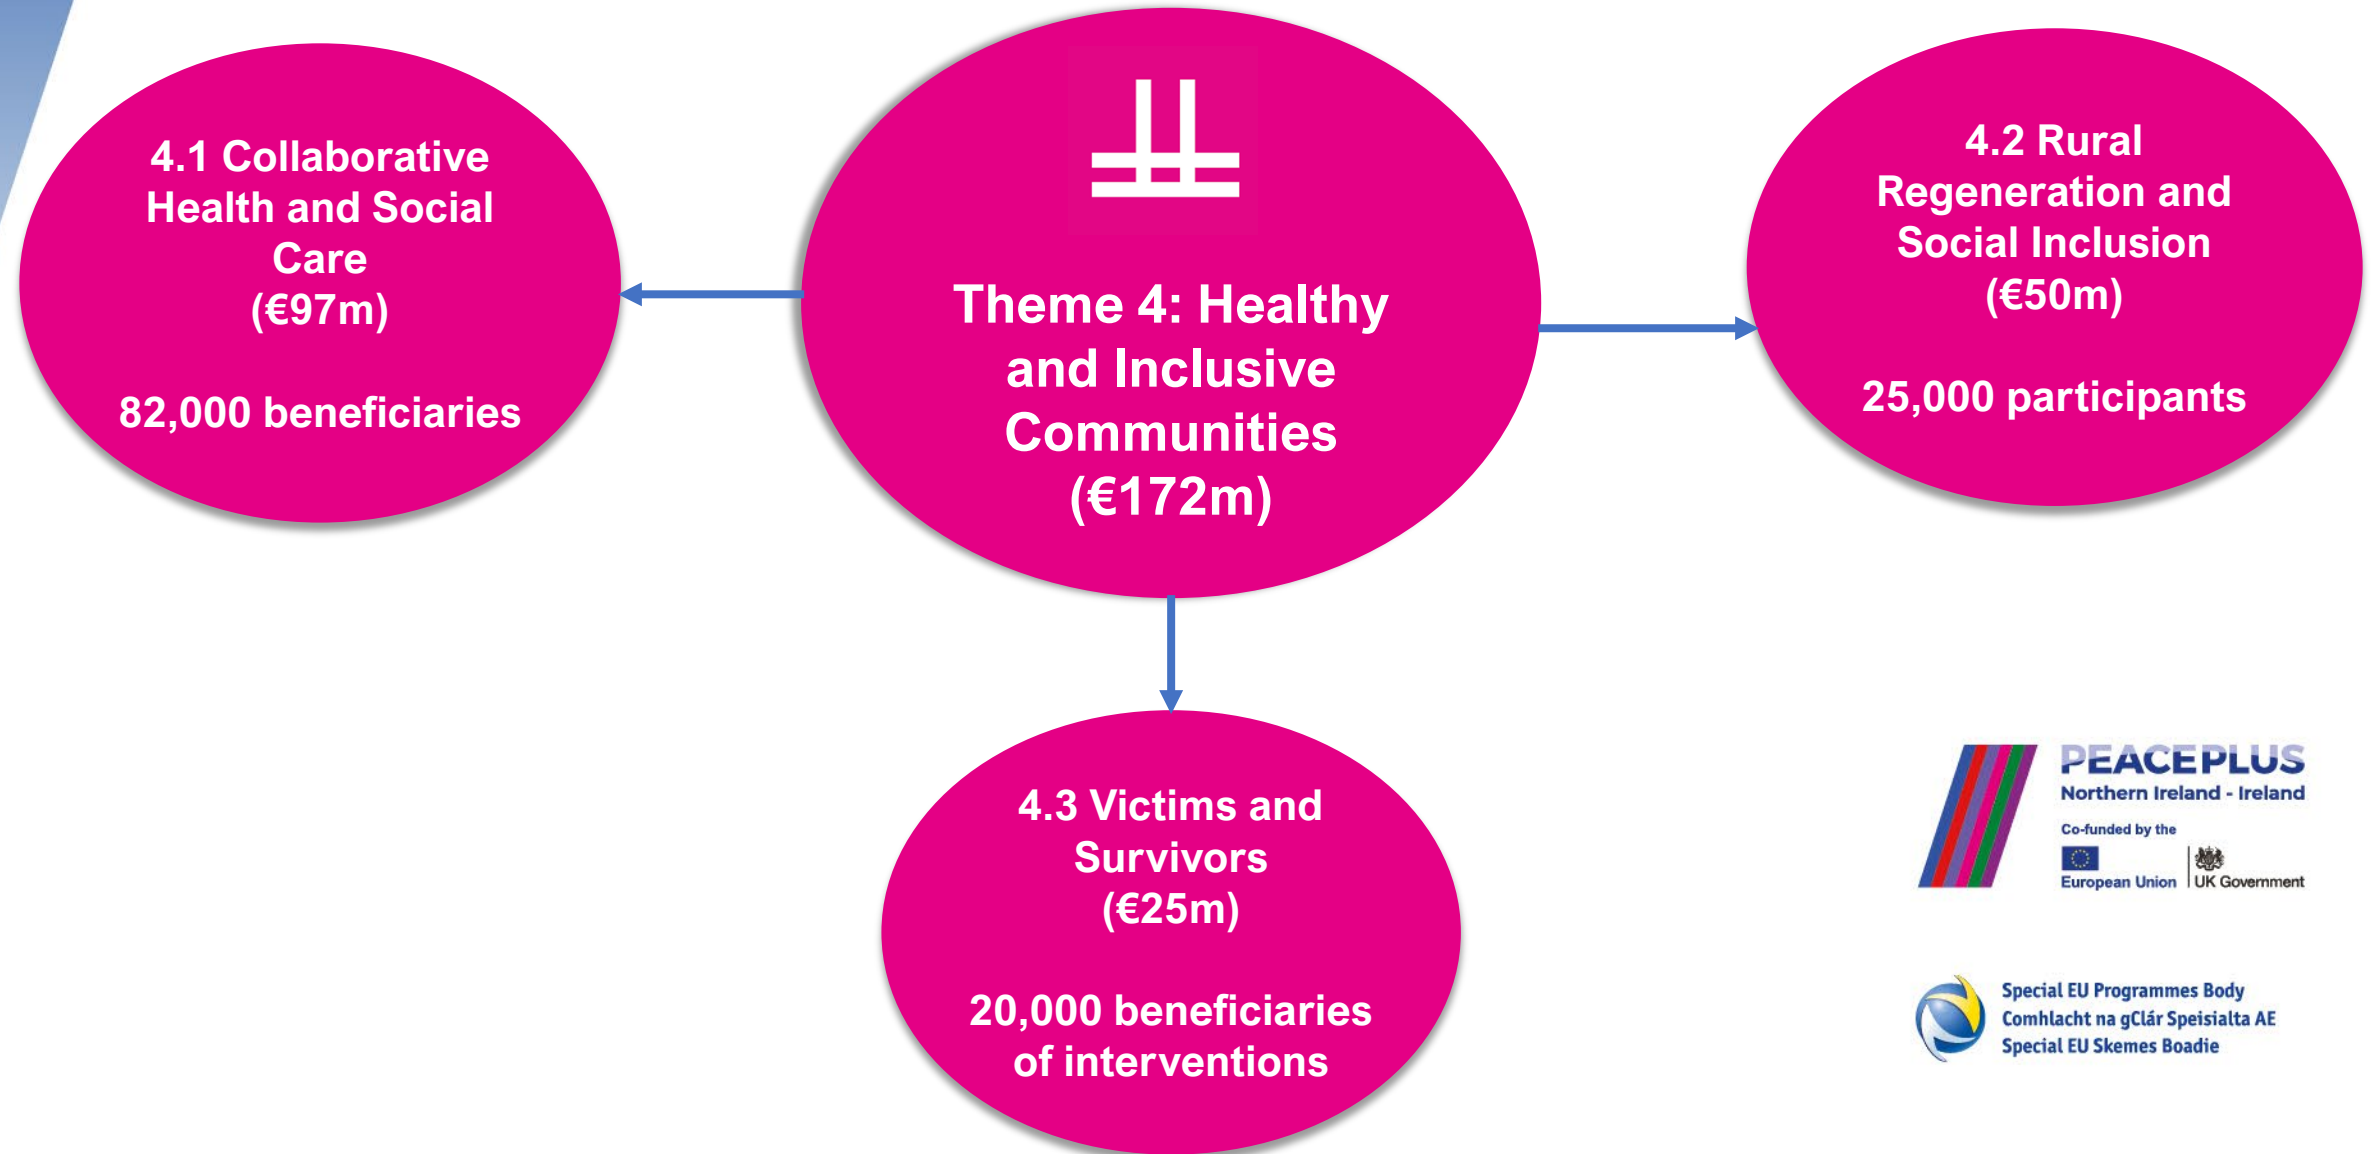 4.1 Collaborative
Health and Social
Care
(€97m)
82,000 beneficiaries
Theme 4: Healthy
and Inclusive
Communities
(€172m)
4.2 Rural
Regeneration and
Social Inclusion
(€50m)
25,000 participants
4.3 Victims and
Survivors
(€25m)
20,000 beneficiaries
of interventions
PEACEPLUS
Northern Ireland - Ireland
Co-funded by the
European Union
UK Government
Special EU Programmes Body
Comhlacht na gClár Speisialta AE
Special EU Skemes Boadie